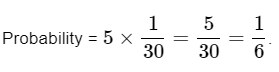 Probability = 5 × 1/30 = 5/30 = 1/6.